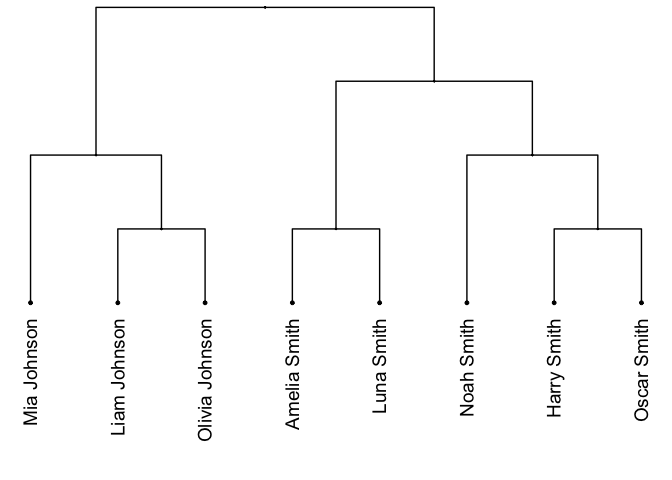 Mia Johnson
Liam Johnson
Olivia Johnson
Amelia Smith
Luna Smith
Noah Smith
Harry Smith
Oscar Smith